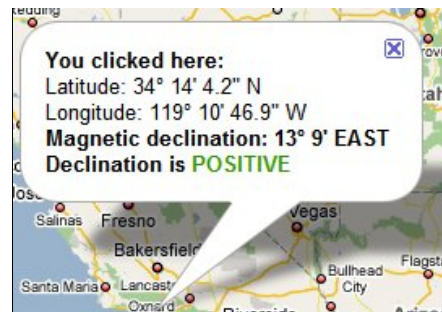 You clicked here:
Latitude: 34° 14' 4.2" N
Longitude: 119° 10' 46.9" W
Magnetic declination: 13° 9' EAST
Declination is POSITIVE
Salinas
Fresno
Vegas
Bakersfield
Bullhead
City
Flagst
Santa Maria
Lancast
Oxnard